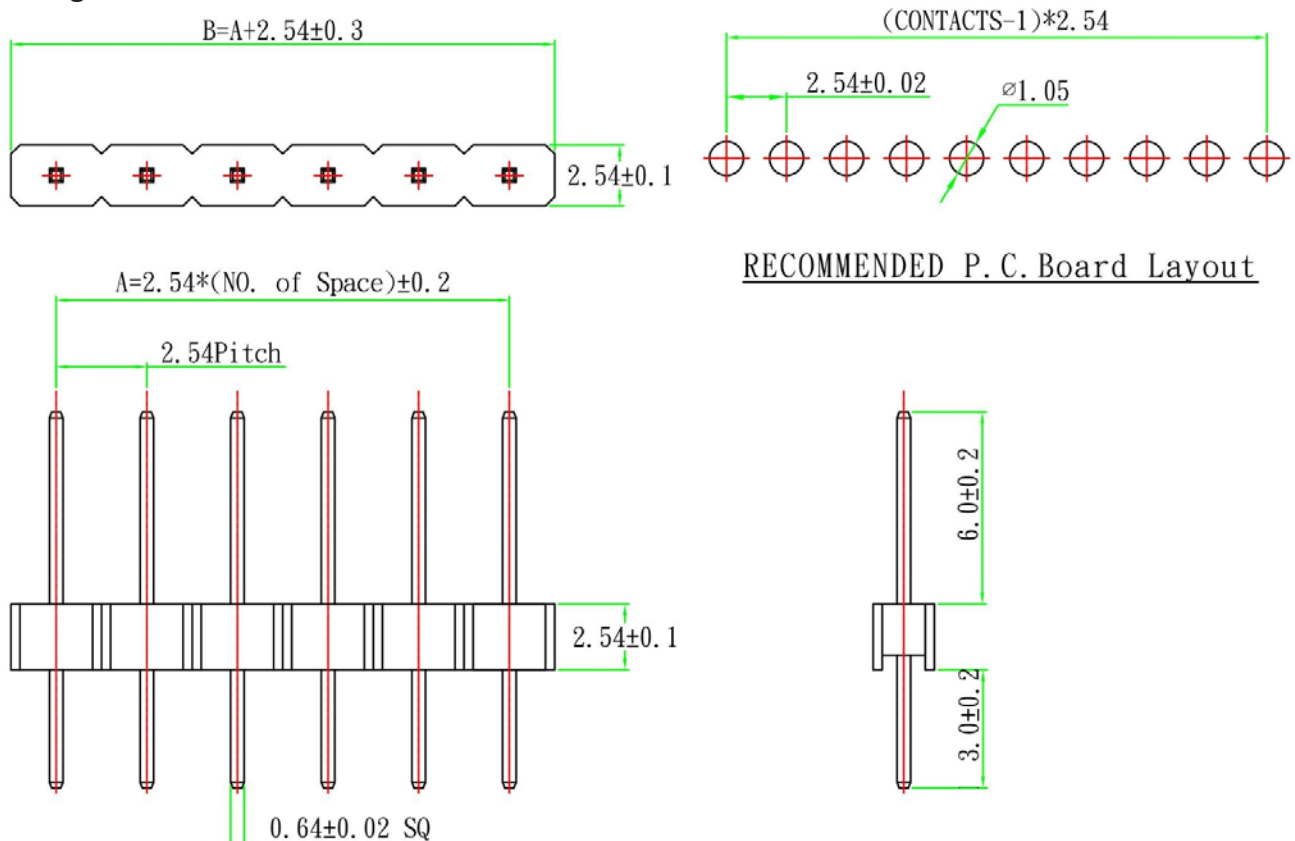 B=A+2.54±0.3
(CONTACTS-1)*2.54
2.54±0.02
⌀1.05
2.54±0.1
RECOMMENDED P.C.Board Layout
A=2.54*(NO. of Space)±0.2
2.54Pitch
6.0±0.2
2.54±0.1
3.0±0.2
0.64±0.02 SQ